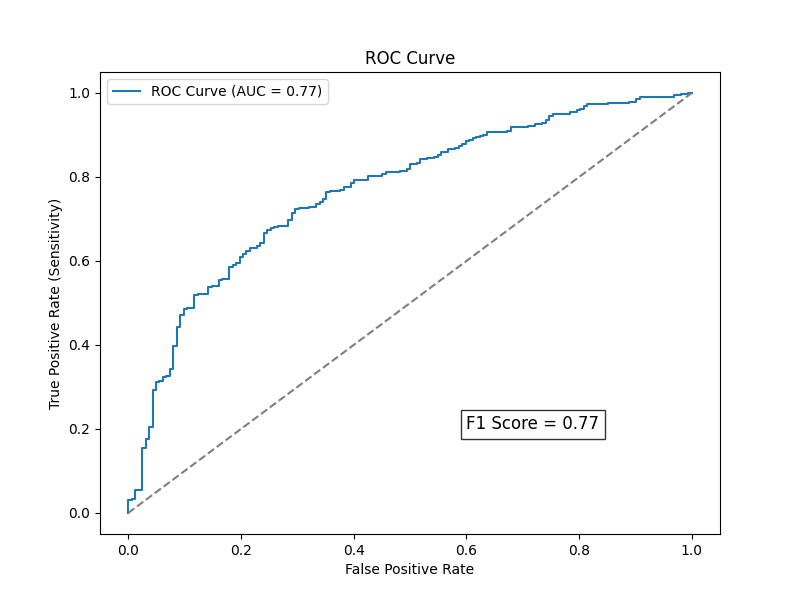 ROC Curve
ROC Curve (AUC = 0.77)
True Positive Rate (Sensitivity)
1.0
0.8
0.6
0.4
0.2
0.0
F1 Score = 0.77
0.0 0.2 0.4 0.6 0.8 1.0
False Positive Rate